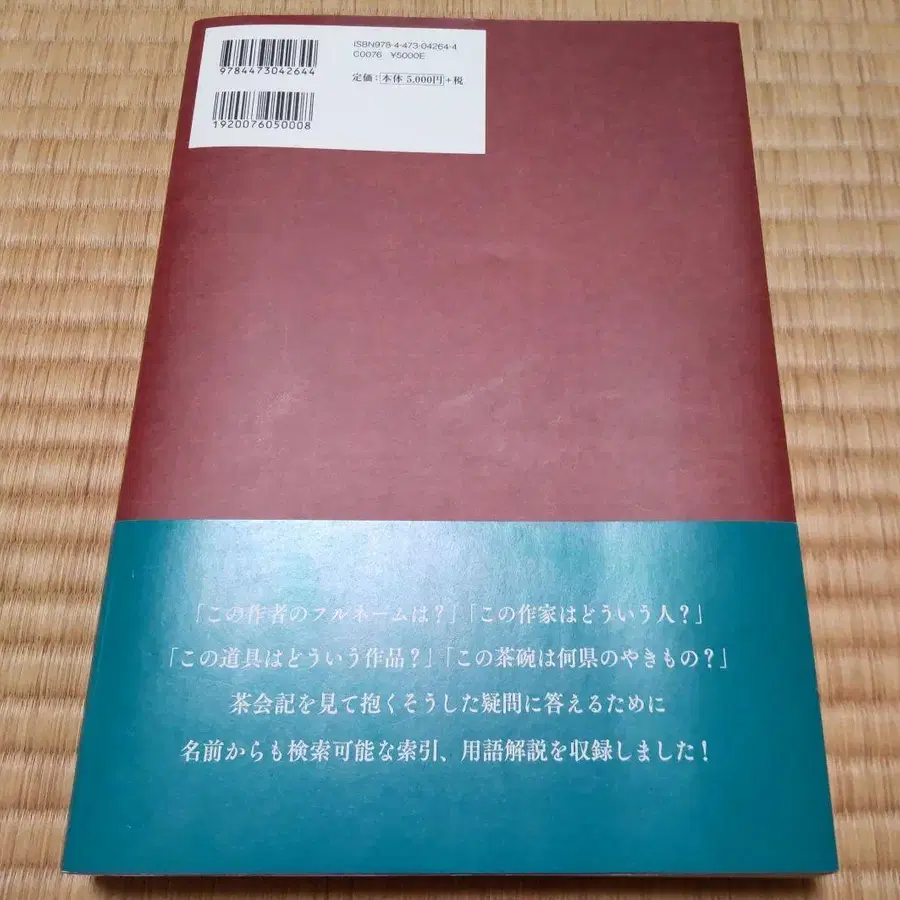 ISBN978-4-473-04264-4
C0076 ¥5000E
定価：本体 5,000円+税
9784473042644
1920076050008
「この作者のフルネームは？」「この作家はどういう人？」
「この道具はどういう作品？」「この茶碗は何県のやきもの？」
茶会記を見て抱くそうした疑問に答えるために
名前からも検索可能な索引、用語解説を収録しました！